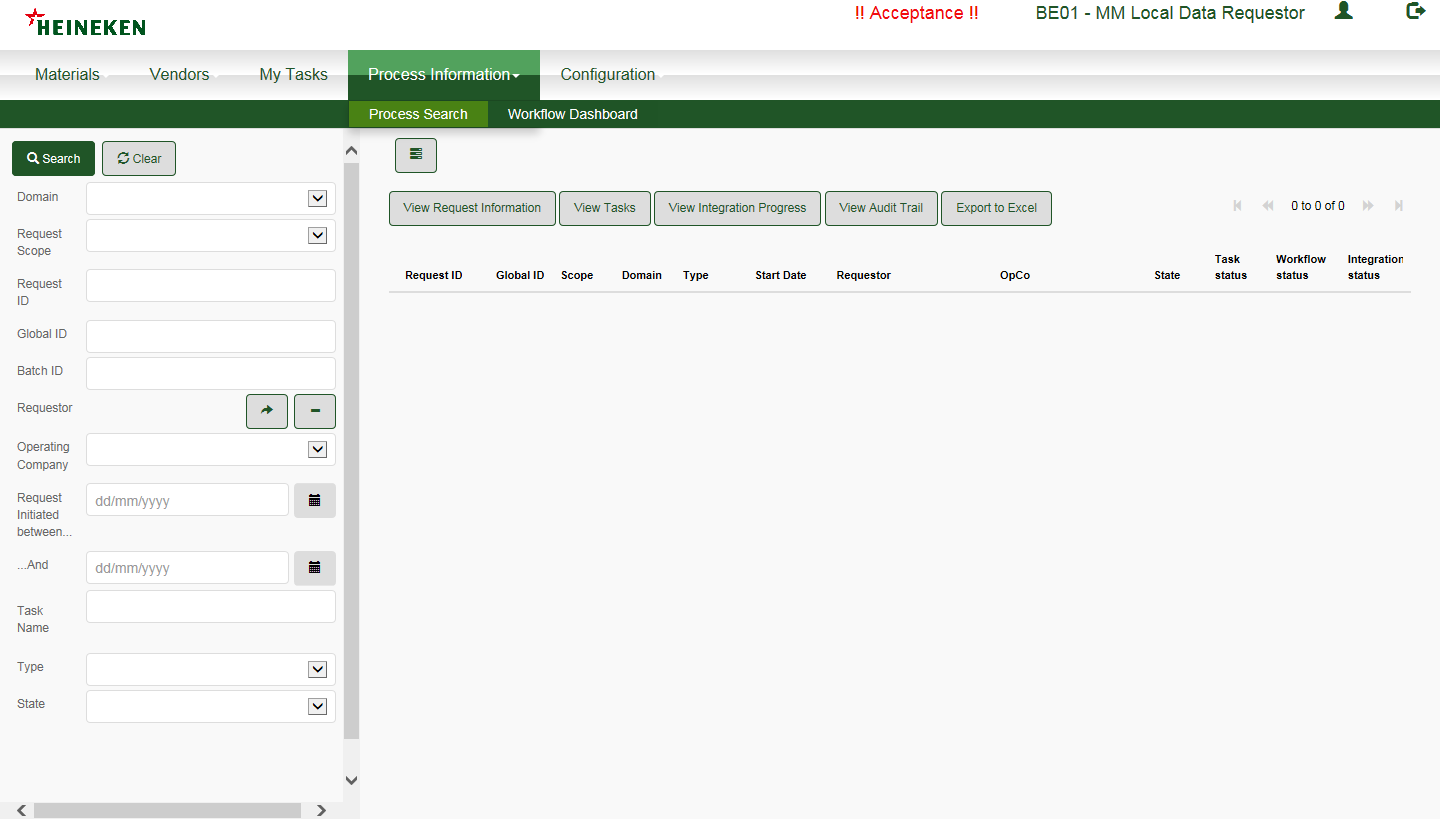 HEINEKEN
!! Acceptance !!
BE01 - MM Local Data Requestor
Materials
Vendors
My Tasks
Process Information
Configuration
Process Search
Workflow Dashboard
Search
Clear
Domain
Request
Scope
Request
ID
Global ID
Batch ID
Requestor
Operating
Company
Request
Initiated
between...
dd/mm/yyyy
...And
dd/mm/yyyy
Task
Name
Type
State
View Request Information
View Tasks
View Integration Progress
View Audit Trail
Export to Excel
0 to 0 of 0
Request ID
Global ID
Scope
Domain
Type
Start Date
Requestor
OpCo
State
Task
status
Workflow
status
Integration
status